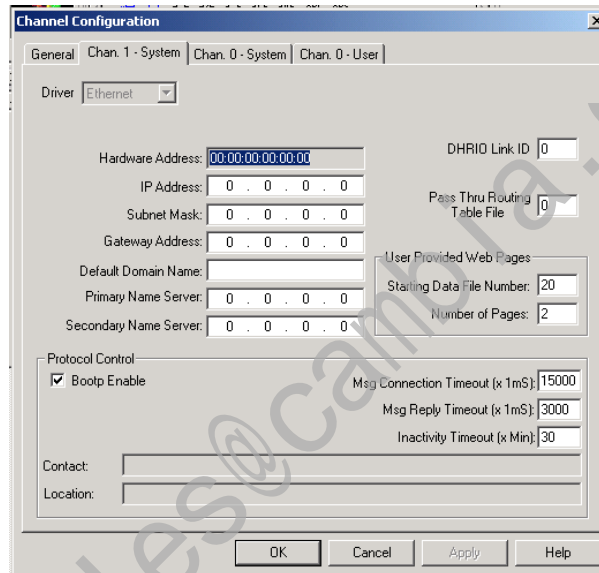 Channel Configuration
General Chan. 1 - System Chan. 0 - System Chan. 0 - User
Driver Ethernet
Hardware Address: 00:00:00:00:00:00
DHRIO Link ID 0
IP Address: 0 . 0 . 0 . 0
Pass Thru Routing
Table File 0
Subnet Mask: 0 . 0 . 0 . 0
Gateway Address: 0 . 0 . 0 . 0
User Provided Web Pages
Default Domain Name:
Starting Data File Number: 20
Primary Name Server: 0 . 0 . 0 . 0
Number of Pages: 2
Secondary Name Server: 0 . 0 . 0 . 0
Protocol Control
Bootp Enable
Msg Connection Timeout (x 1mS): 15000
Msg Reply Timeout (x 1mS): 3000
Inactivity Timeout (x Min): 30
Contact:
Location:
OK Cancel Apply Help
les@cambia.